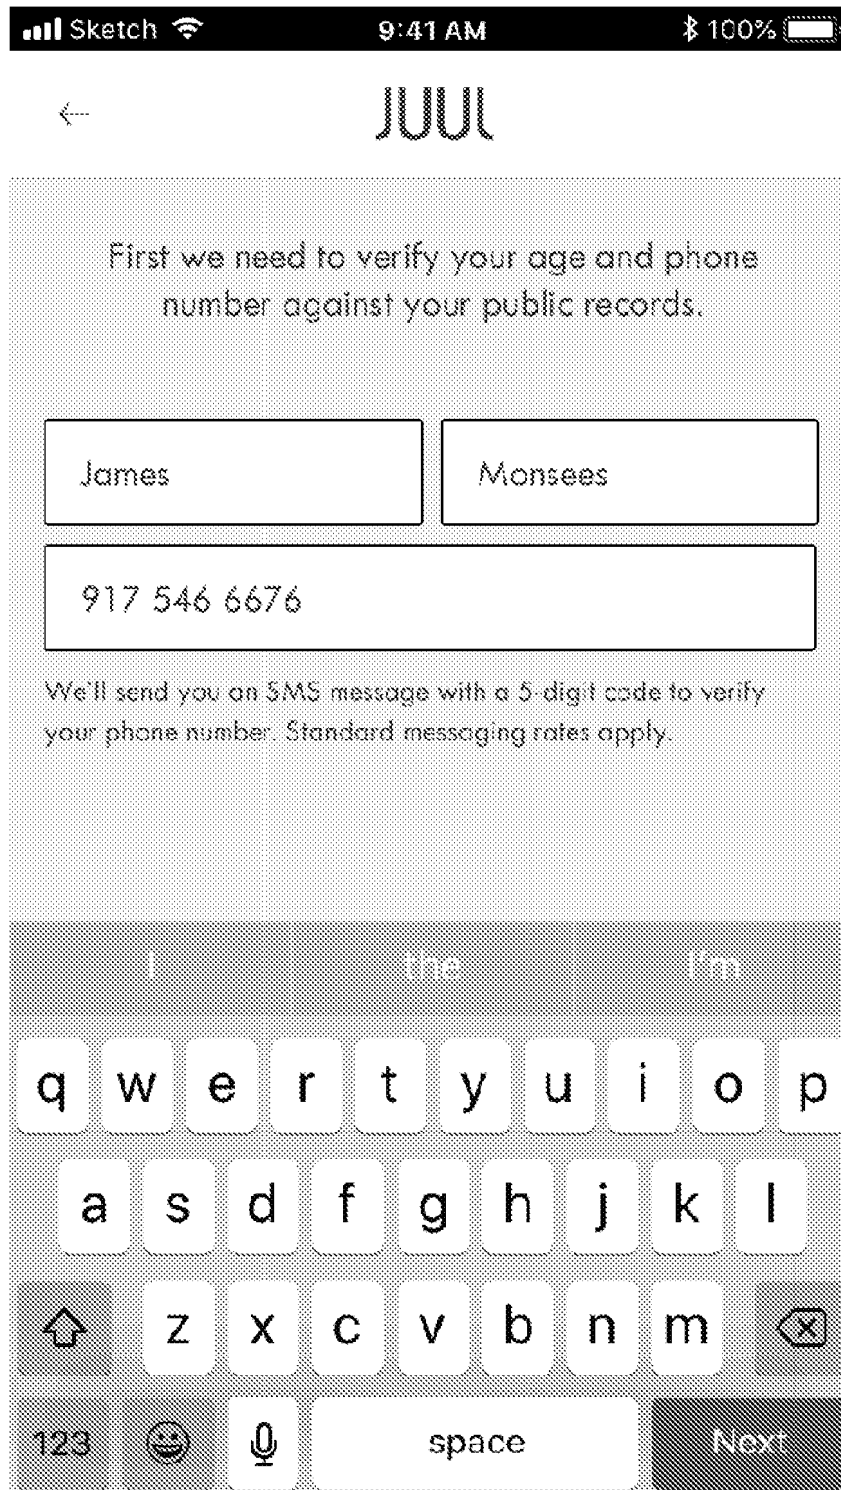 Sketch 9:41 AM 100%
JUUL
First we need to verify your age and phone
number against your public records.
James Monsees
917 546 6676
We'll send you an SMS message with a 5-digit code to verify
your phone number. Standard messaging rates apply.
I the I'm
q w e r t y u i o p
a s d f g h j k l
z x c v b n m
123 space Next